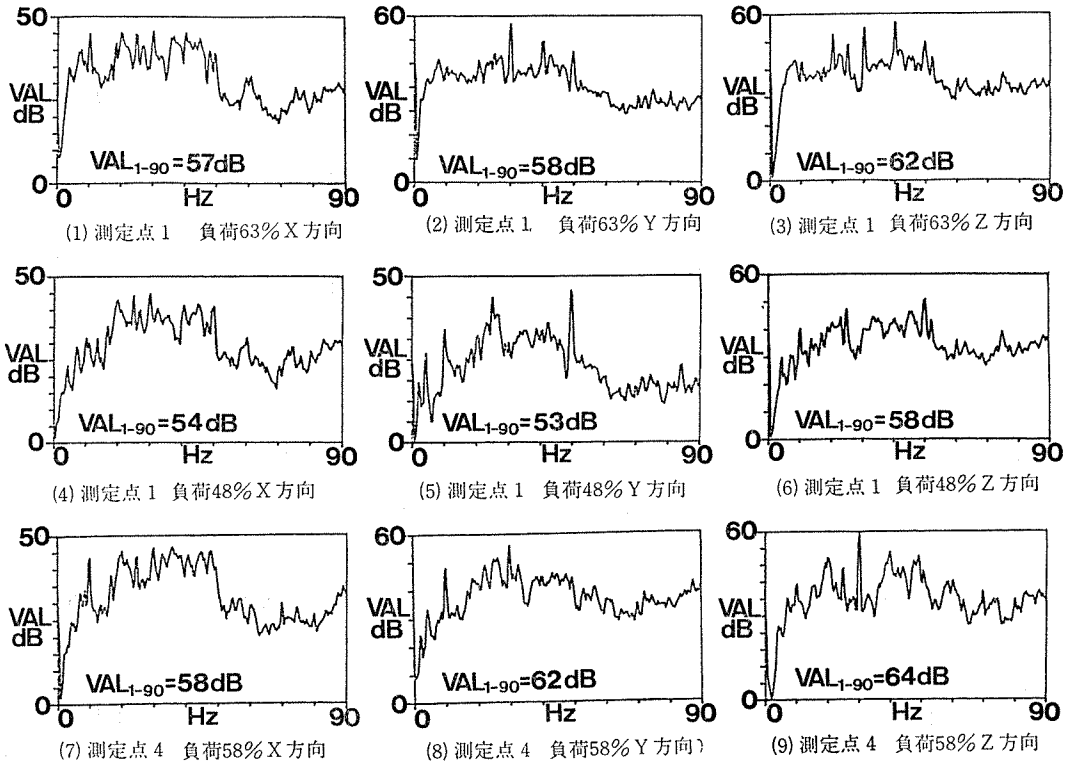 50
VAL
dB
VAL1-90=57dB
0
0 Hz 90
(1) 測定点1 負荷63%X方向
60
VAL
dB
VAL1-90=58dB
0
0 Hz 90
(2) 測定点1 負荷63%Y方向
60
VAL
dB
VAL1-90=62dB
0
0 Hz 90
(3) 測定点1 負荷63%Z方向
50
VAL
dB
VAL1-90=54dB
0
0 Hz 90
(4) 測定点1 負荷48%X方向
50
VAL
dB
VAL1-90=53dB
0
0 Hz 90
(5) 測定点1 負荷48%Y方向
60
VAL
dB
VAL1-90=58dB
0
0 Hz 90
(6) 測定点1 負荷48%Z方向
50
VAL
dB
VAL1-90=58dB
0
0 Hz 90
(7) 測定点4 負荷58%X方向
60
VAL
dB
VAL1-90=62dB
0
0 Hz 90
(8) 測定点4 負荷58%Y方向)
60
VAL
dB
VAL1-90=64dB
0
0 Hz 90
(9) 測定点4 負荷58%Z方向